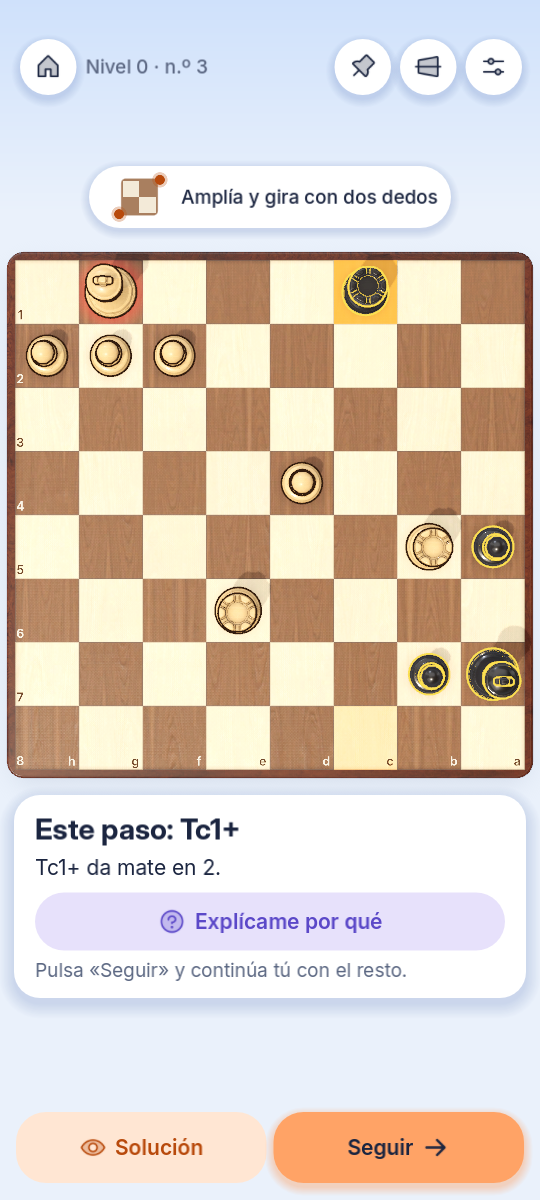 Nivel 0 · n.º 3
Amplía y gira con dos dedos
1
2
3
4
5
6
7
8 h g f e d c b a
Este paso: Tc1+
Tc1+ da mate en 2.
Explícame por qué
Pulsa «Seguir» y continúa tú con el resto.
Solución
Seguir